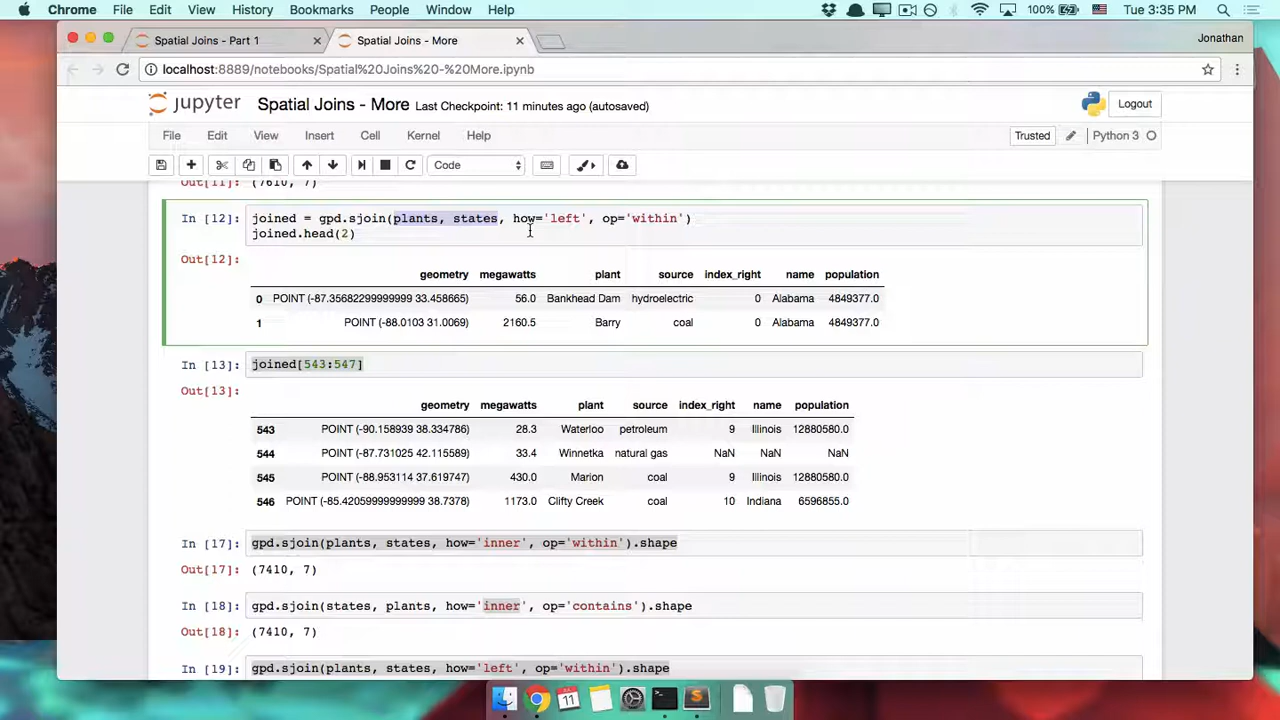 Chrome File Edit View History Bookmarks People Window Help 100% Tue 3:35 PM
Spatial Joins - Part 1 Spatial Joins - More Jonathan
localhost:8889/notebooks/Spatial%20Joins%20-%20More.ipynb
jupyter Spatial Joins - More Last Checkpoint: 11 minutes ago (autosaved) Logout
File Edit View Insert Cell Kernel Help Trusted Python 3
Code
Out[11]: (7610, 7)
In [12]: joined = gpd.sjoin(plants, states, how='left', op='within')
joined.head(2)
Out[12]:
geometry megawatts plant source index_right name population
0 POINT (-87.35682299999999 33.458665) 56.0 Bankhead Dam hydroelectric 0 Alabama 4849377.0
1 POINT (-88.0103 31.0069) 2160.5 Barry coal 0 Alabama 4849377.0
In [13]: joined[543:547]
Out[13]:
geometry megawatts plant source index_right name population
543 POINT (-90.158939 38.334786) 28.3 Waterloo petroleum 9 Illinois 12880580.0
544 POINT (-87.731025 42.115589) 33.4 Winnetka natural gas NaN NaN NaN
545 POINT (-88.953114 37.619747) 430.0 Marion coal 9 Illinois 12880580.0
546 POINT (-85.42059999999999 38.7378) 1173.0 Clifty Creek coal 10 Indiana 6596855.0
In [17]: gpd.sjoin(plants, states, how='inner', op='within').shape
Out[17]: (7410, 7)
In [18]: gpd.sjoin(states, plants, how='inner', op='contains').shape
Out[18]: (7410, 7)
In [19]: gpd.sjoin(plants, states, how='left', op='within').shape